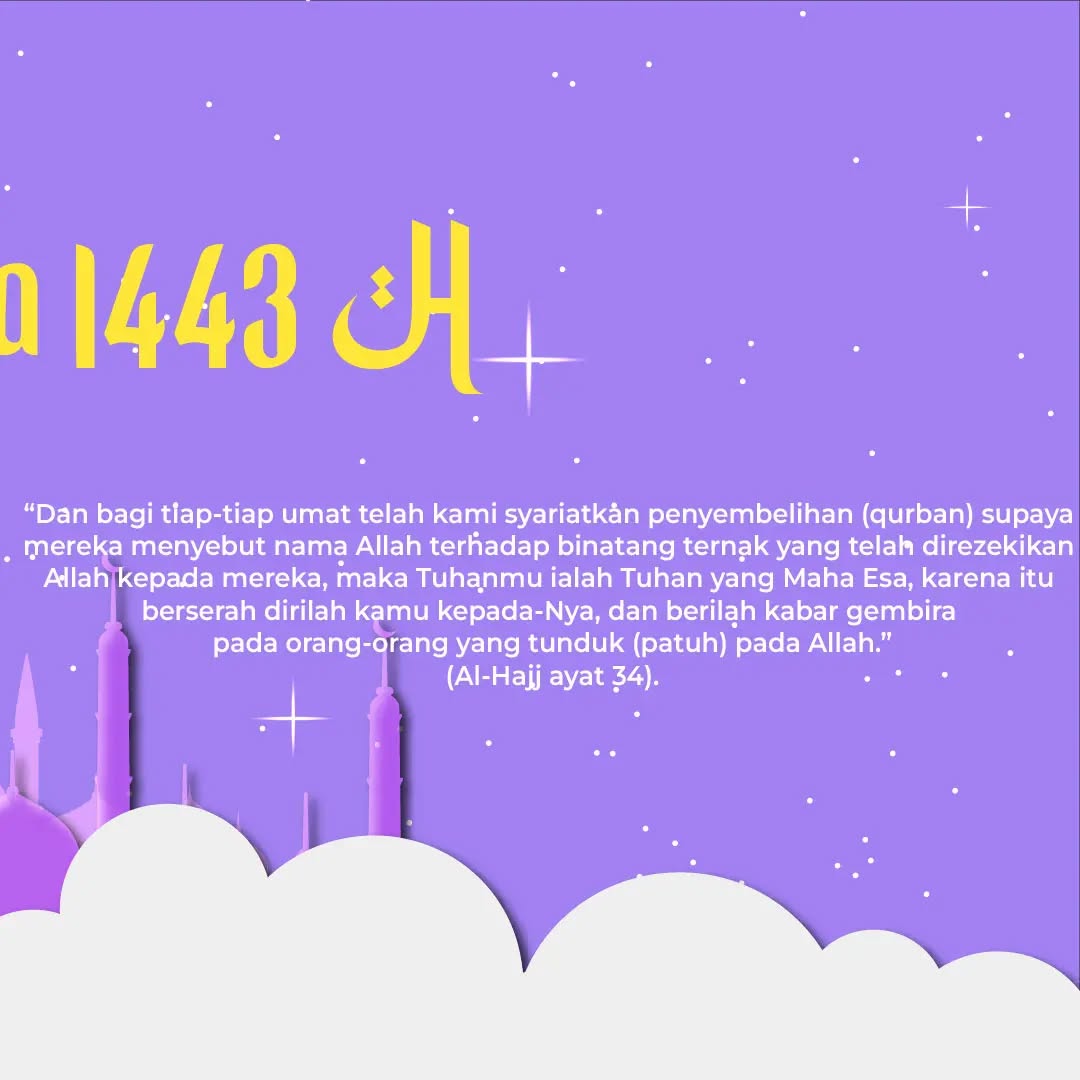 a 1443 H
“Dan bagi tiap-tiap umat telah kami syariatkan penyembelihan (qurban) supaya
mereka menyebut nama Allah terhadap binatang ternak yang telah direzekikan
Allah kepada mereka, maka Tuhanmu ialah Tuhan yang Maha Esa, karena itu
berserah dirilah kamu kepada-Nya, dan berilah kabar gembira
pada orang-orang yang tunduk (patuh) pada Allah.”
(Al-Hajj ayat 34).